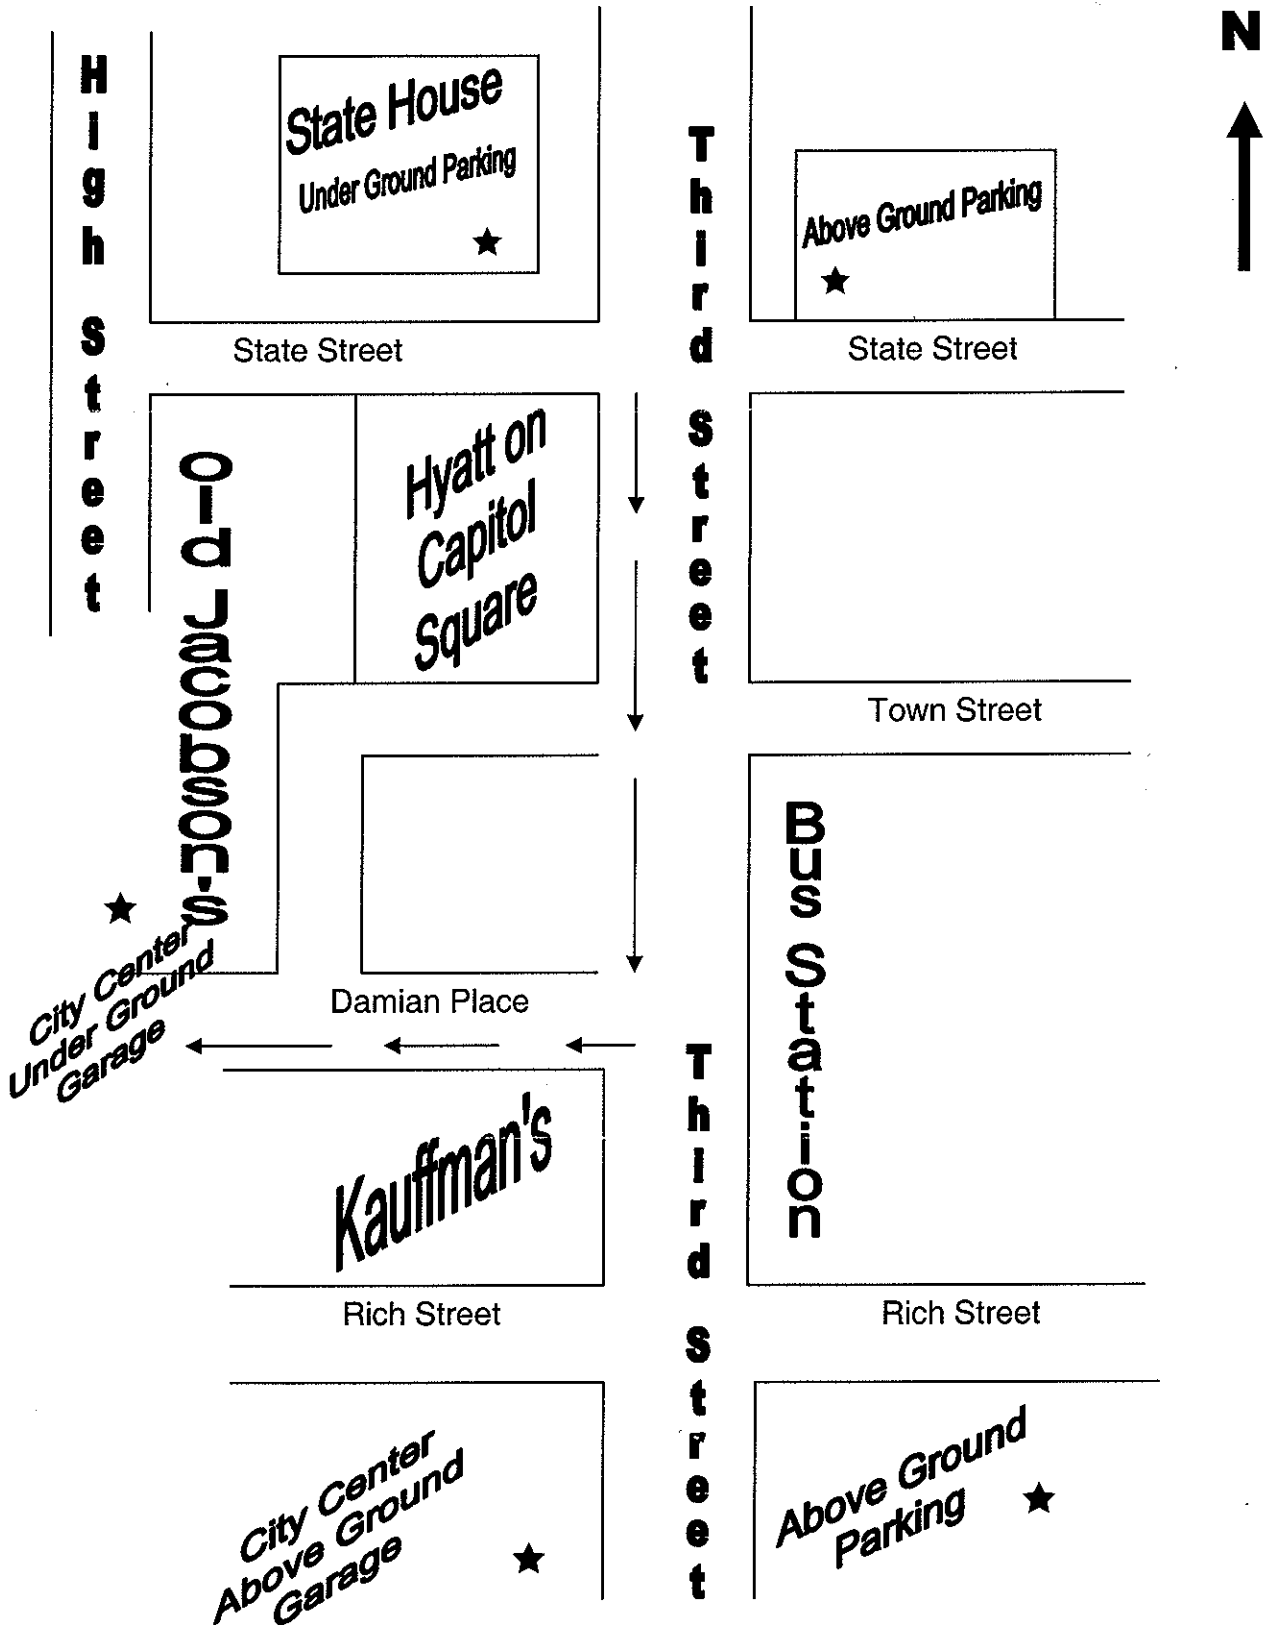 N
High Street
State House
Under Ground Parking
Third Street
Above Ground Parking
State Street
State Street
Old Jacobson's
Hyatt on
Capitol
Square
Town Street
Bus Station
City Center
Under Ground
Garage
Damian Place
Kauffman's
Third Street
Rich Street
Rich Street
City Center
Above Ground
Garage
Above Ground
Parking